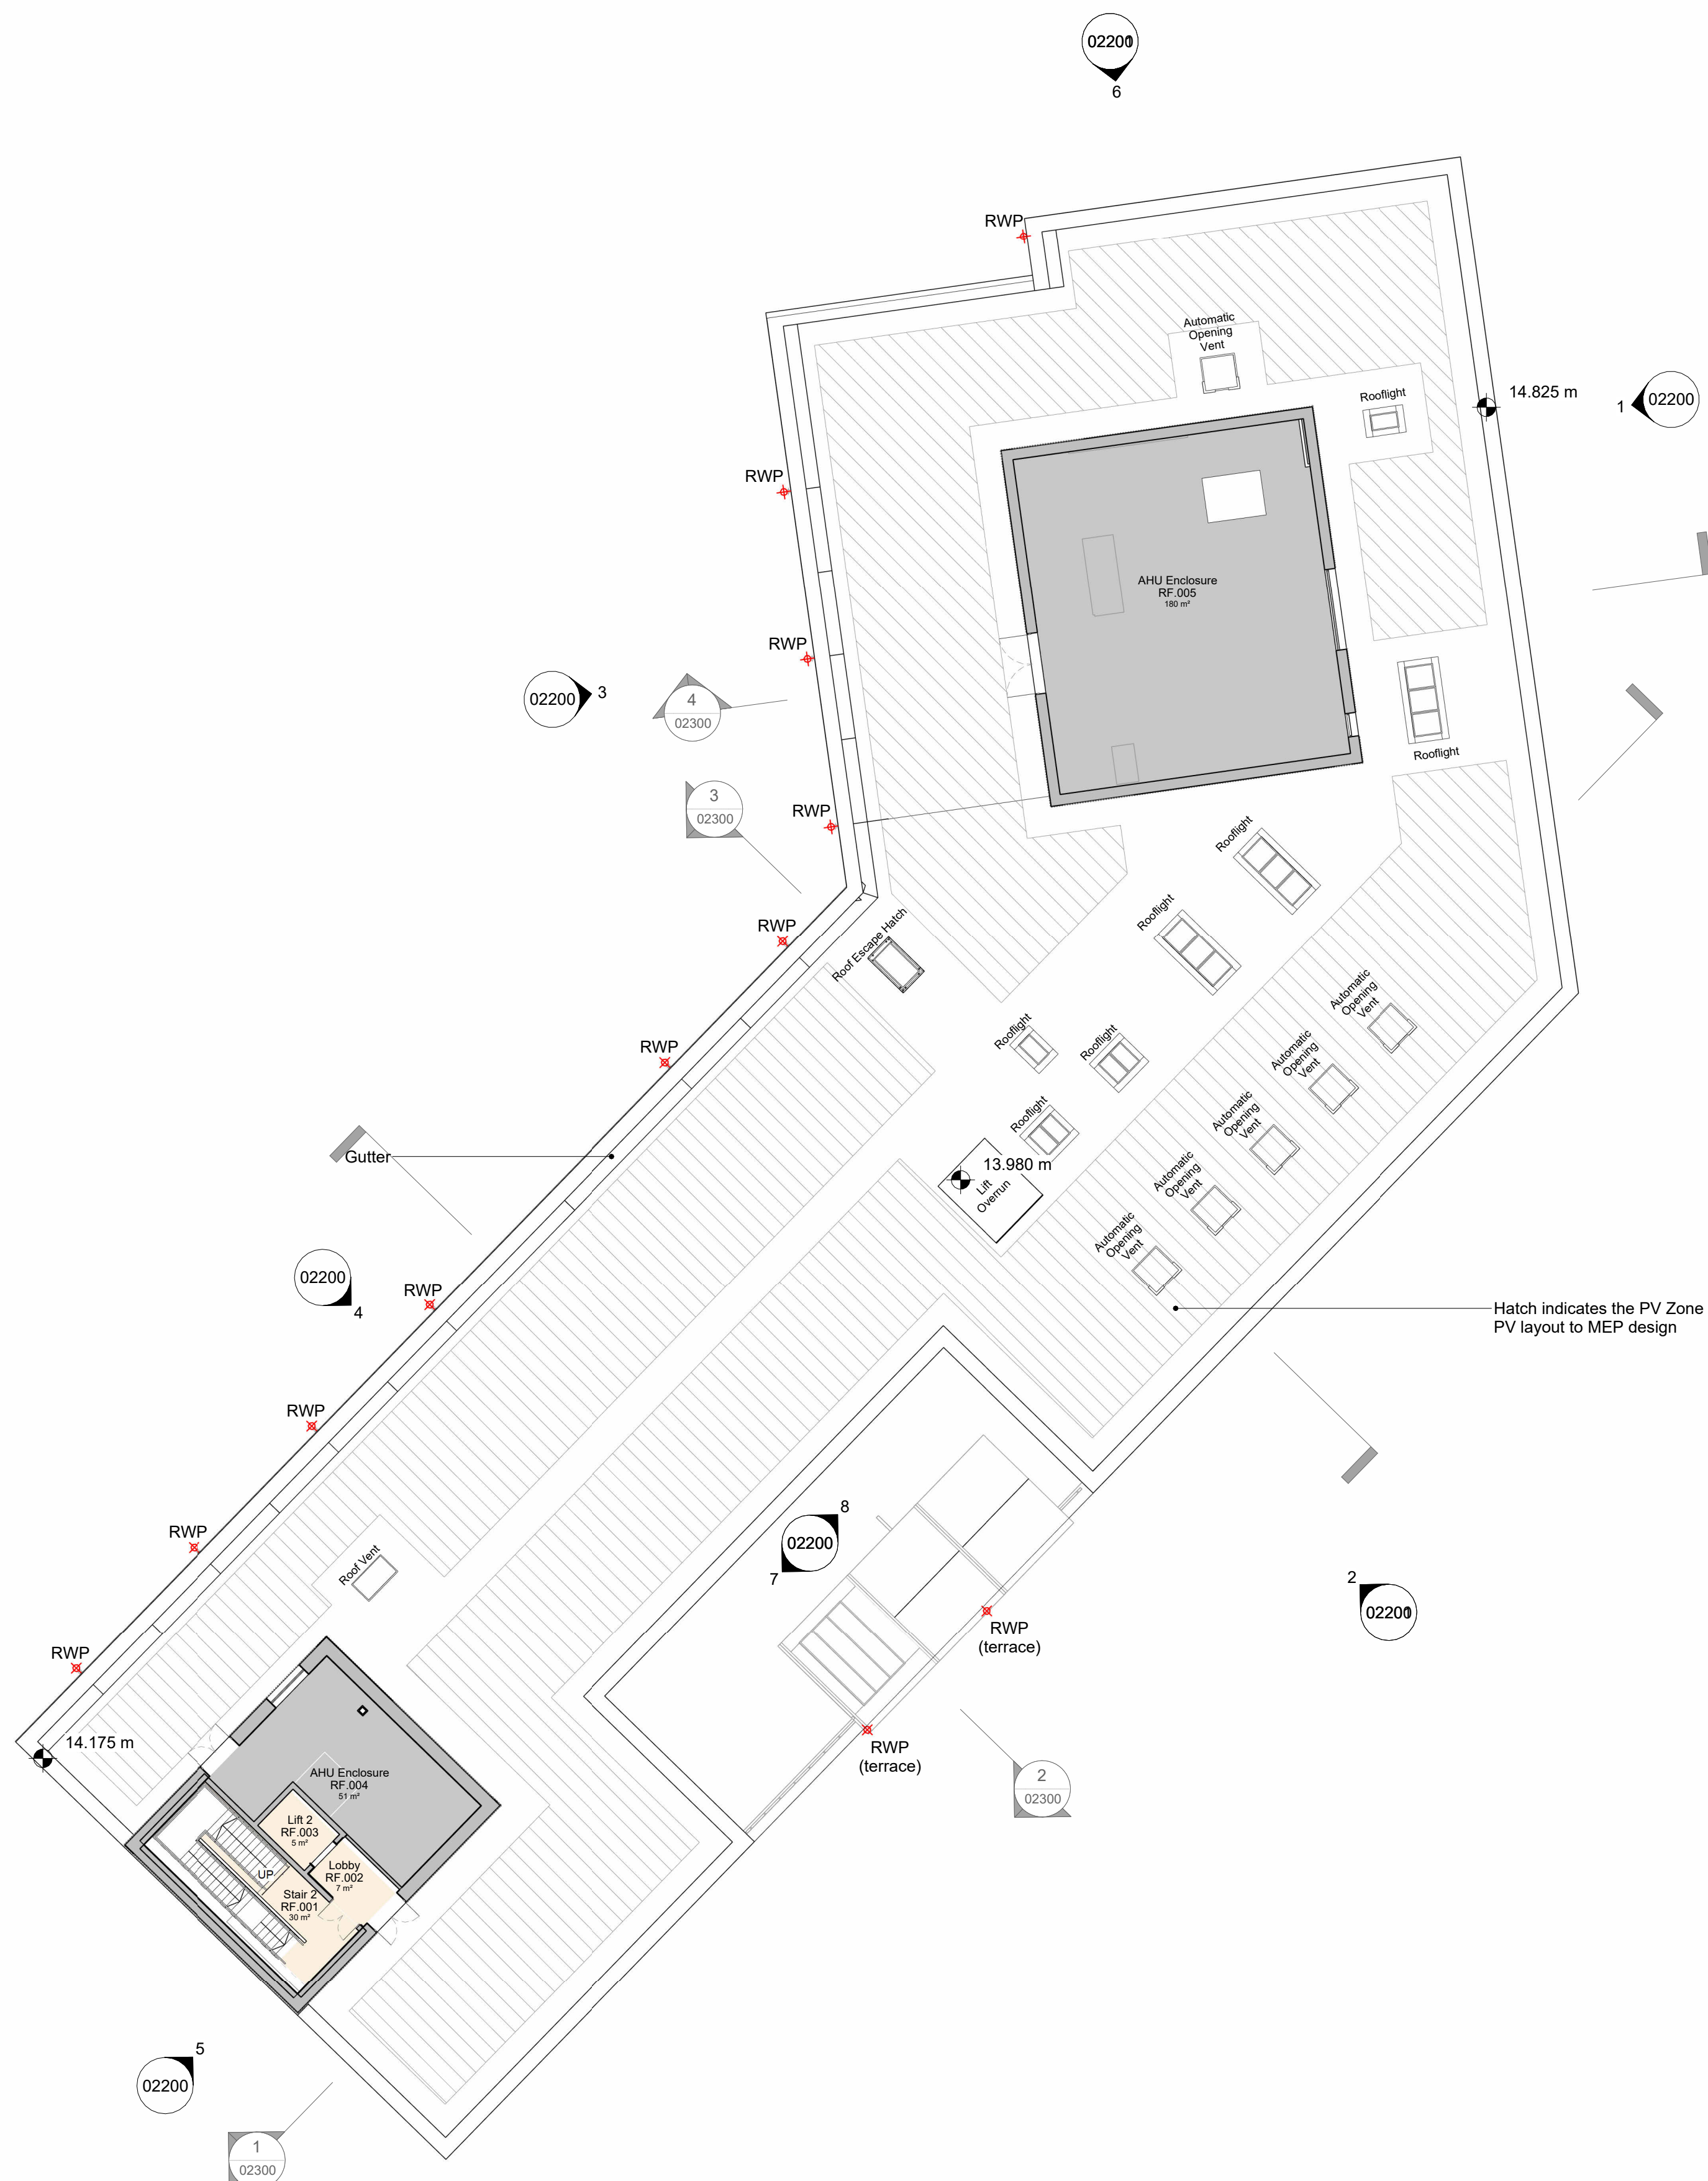 02200
6
RWP
Automatic
Opening
Vent
Rooflight
14.825 m
1
02200
RWP
AHU Enclosure
RF.005
180 m²
RWP
02200
3
4
02300
Rooflight
3
02300
RWP
Rooflight
Rooflight
RWP
Roof Escape Hatch
Automatic
Opening
Vent
Rooflight
Rooflight
RWP
Automatic
Opening
Vent
Rooflight
Automatic
Opening
Vent
Gutter
13.980 m
Lift
Overrun
Automatic
Opening
Vent
Automatic
Opening
Vent
02200
4
RWP
Hatch indicates the PV Zone
PV layout to MEP design
RWP
8
02200
7
RWP
Roof Vent
2
RWP
(terrace)
RWP
14.175 m
RWP
(terrace)
AHU Enclosure
RF.004
51 m²
2
02300
Lift 2
RF.003
5 m²
Lobby
RF.002
7 m²
UP
Stair 2
RF.001
30 m²
5
02200
1
02300